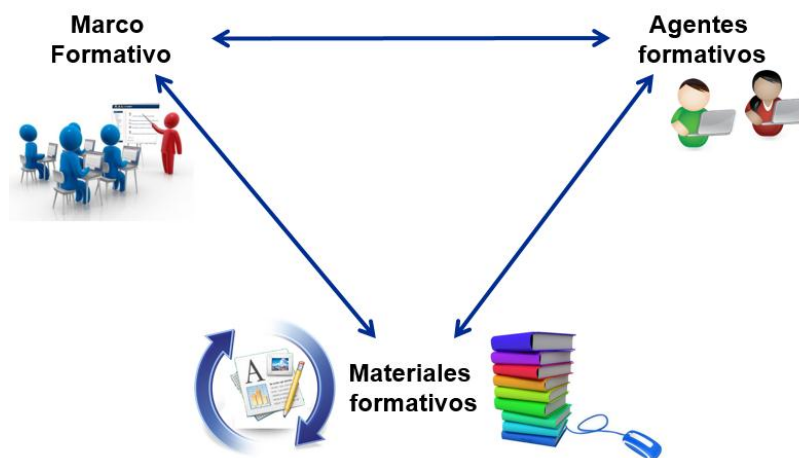 Marco
Formativo
Agentes
formativos
A
Materiales
formativos